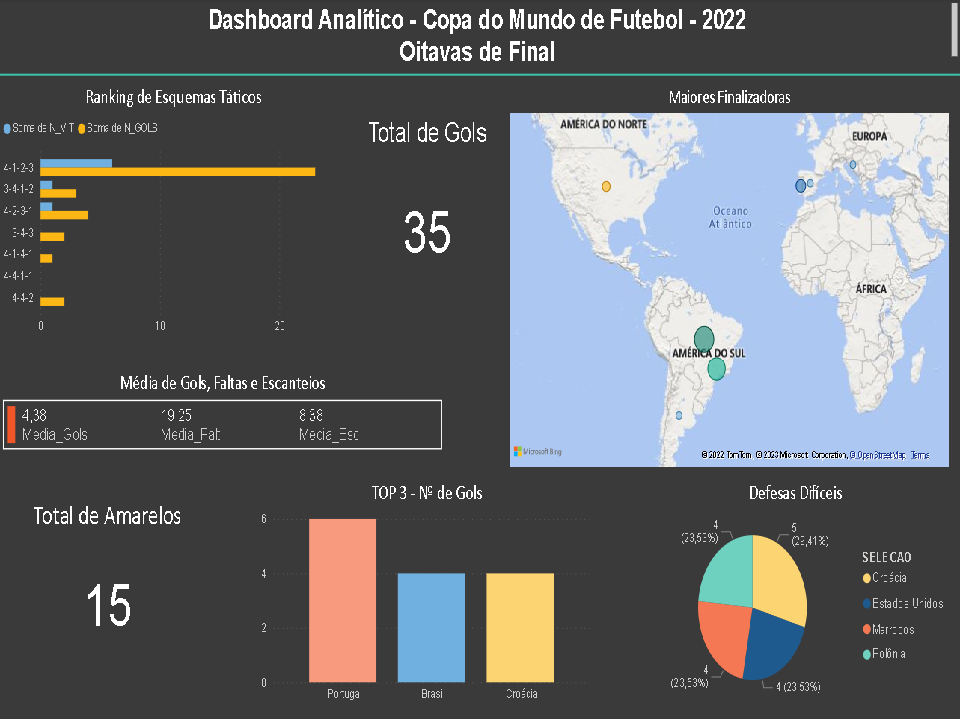 Dashboard Analítico - Copa do Mundo de Futebol - 2022
Oitavas de Final
Ranking de Esquemas Táticos
Soma de N_VIT Soma de N_GOLS
4-1-2-3
3-4-1-2
4-2-3-1
3-4-3
4-1-4-1
4-4-1-1
4-4-2
0 10 20
Total de Gols
35
Maiores Finalizadoras
AMÉRICA DO NORTE
EUROPA
Oceano
Atlântico
ÁFRICA
AMÉRICA DO SUL
Microsoft Bing
© 2022 TomTom, © 2023 Microsoft Corporation, © OpenStreetMap Terms
Média de Gols, Faltas e Escanteios
4,38 19,25 8,38
Media_Gols Media_Falt Media_Esc
Total de Amarelos
15
TOP 3 - Nº de Gols
6
4
2
0
Portugal Brasil Croácia
Defesas Difíceis
4
(23,53%)
5
(29,41%)
4
(23,53%)
4 (23,53%)
SELECAO
Croácia
Estados Unidos
Marrocos
Polônia